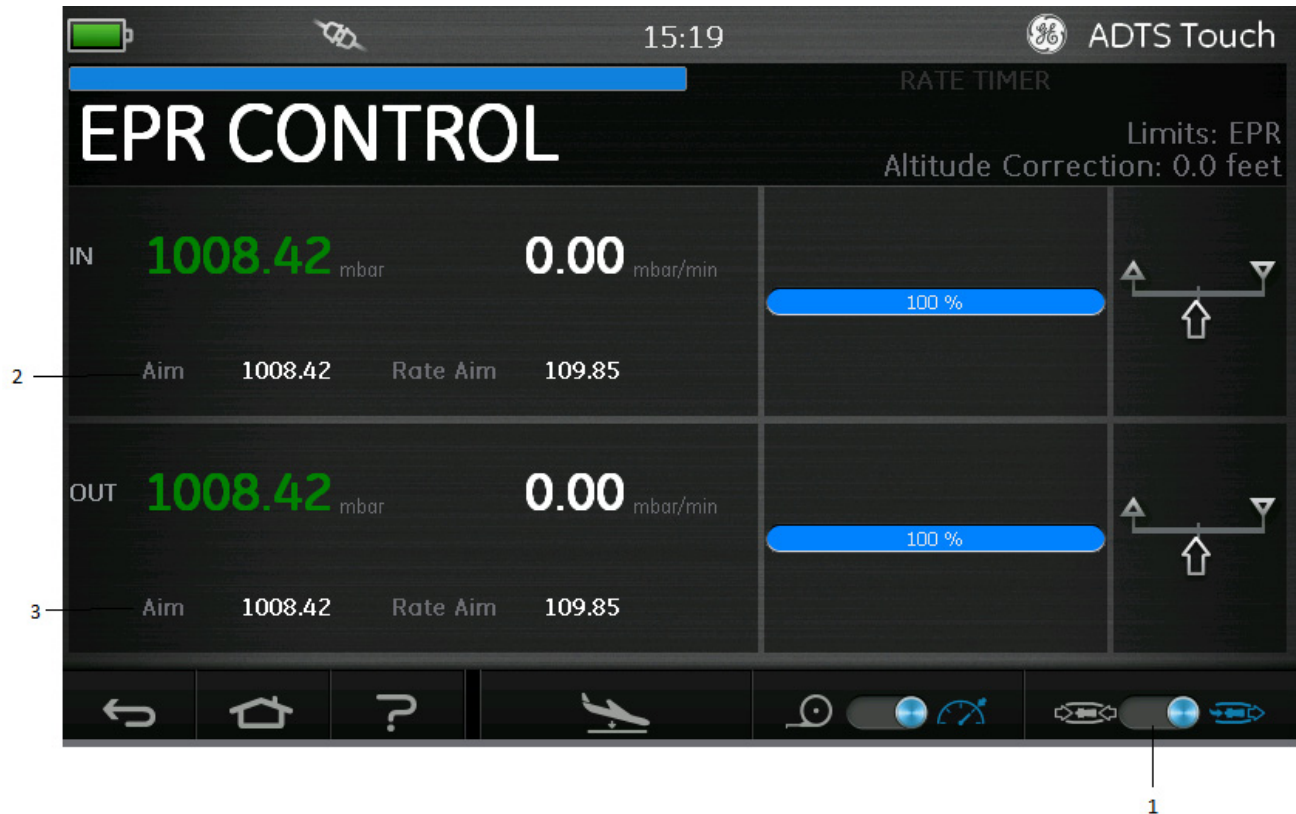 15:19
GE ADTS Touch
RATE TIMER
EPR CONTROL
Limits: EPR
Altitude Correction: 0.0 feet
IN 1008.42 mbar 0.00 mbar/min
100 %
2 Aim 1008.42 Rate Aim 109.85
OUT 1008.42 mbar 0.00 mbar/min
100 %
3 Aim 1008.42 Rate Aim 109.85
?
1